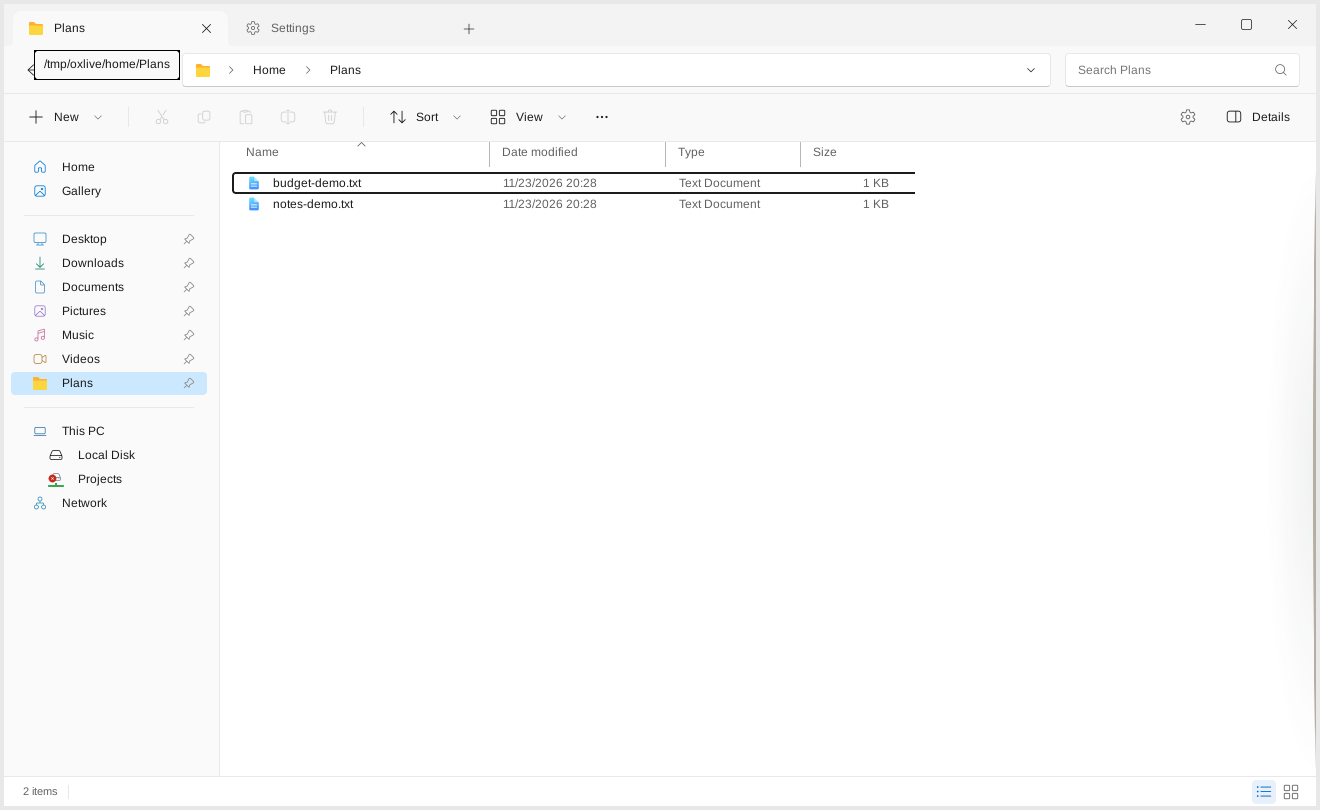 Plans
Settings
/tmp/oxlive/home/Plans
Home
Plans
Search Plans
New
Sort
View
Details
Home
Gallery
Desktop
Downloads
Documents
Pictures
Music
Videos
Plans
This PC
Local Disk
Projects
Network
Name Date modified Type Size
budget-demo.txt 11/23/2026 20:28 Text Document 1 KB
notes-demo.txt 11/23/2026 20:28 Text Document 1 KB
2 items